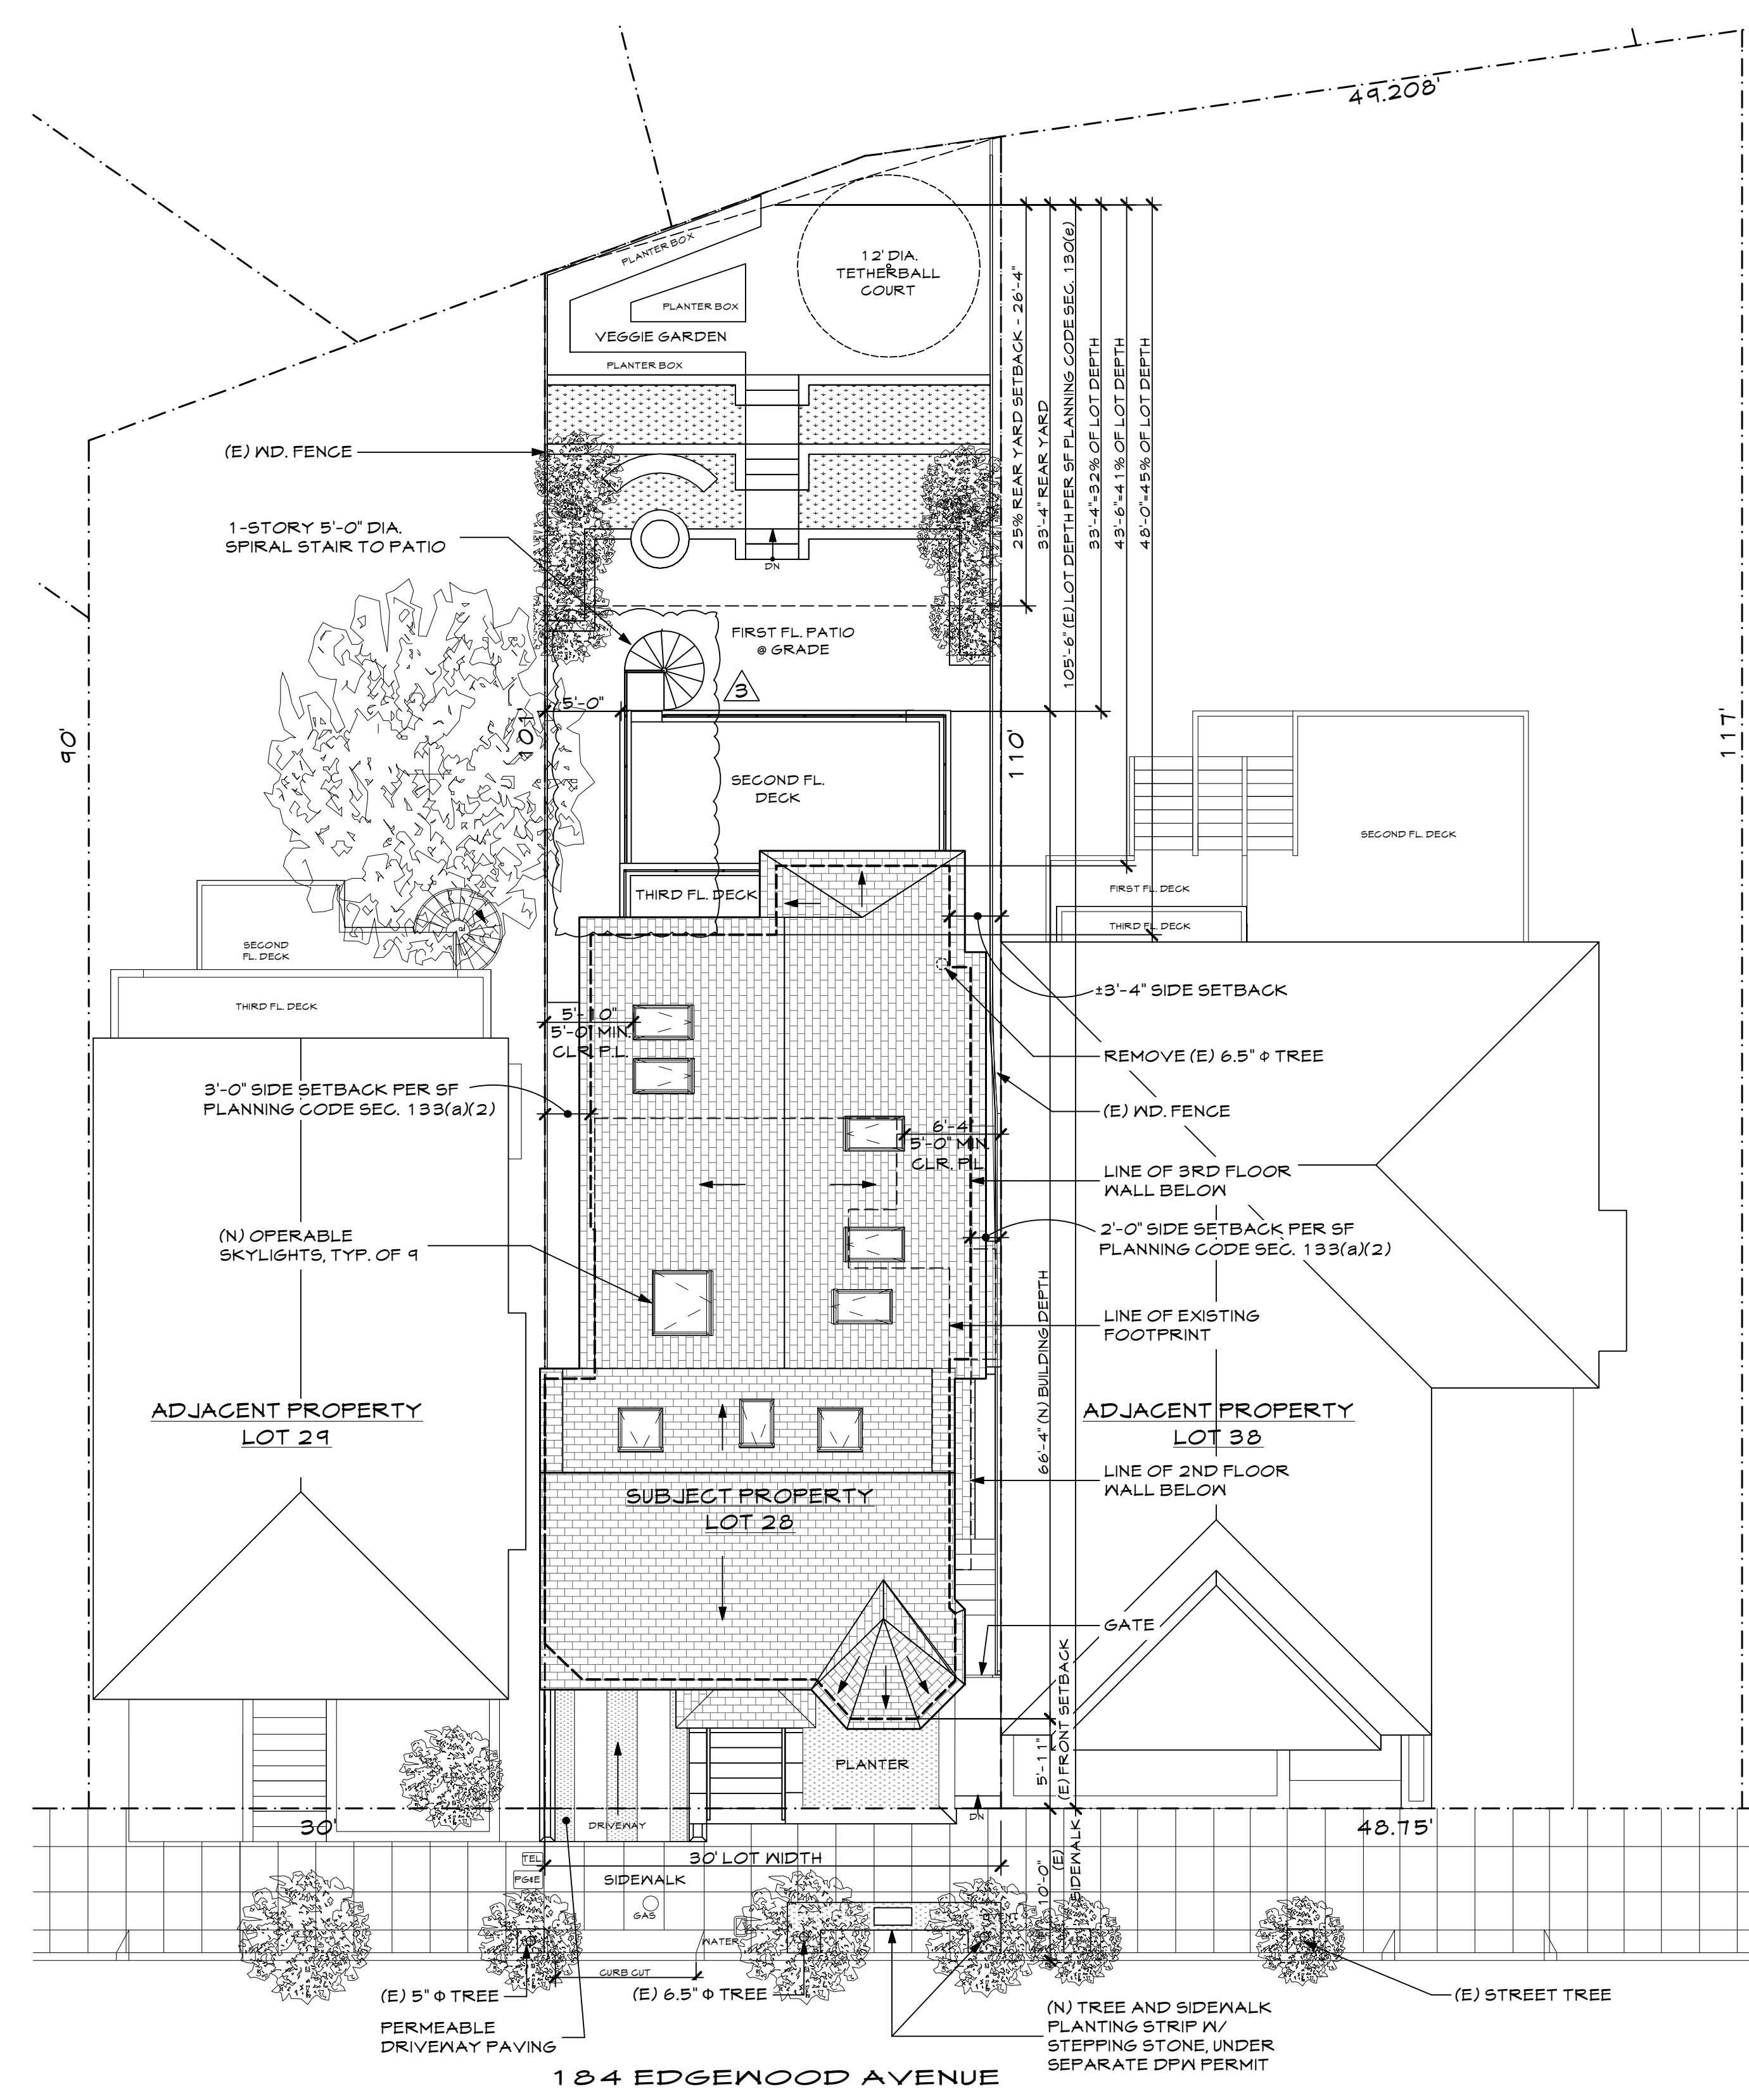 49.208'
PLANTER BOX
12' DIA.
TETHERBALL
COURT
PLANTER BOX
VEGGIE GARDEN
PLANTER BOX
25% REAR YARD SETBACK - 26'-4"
33'-4" REAR YARD
105'-6" (E) LOT DEPTH PER SF PLANNING CODE SEC. 130(e)
33'-4"=32% OF LOT DEPTH
43'-6"=41% OF LOT DEPTH
48'-0"=45% OF LOT DEPTH
(E) WD. FENCE
1-STORY 5'-0" DIA.
SPIRAL STAIR TO PATIO
DN
FIRST FL. PATIO
@ GRADE
3
5'-0"
90'
101'
110'
117'
SECOND FL.
DECK
SECOND FL. DECK
THIRD FL. DECK
FIRST FL. DECK
THIRD FL. DECK
SECOND
FL. DECK
THIRD FL. DECK
±3'-4" SIDE SETBACK
5'-10"
5'-0" MIN.
CLR. P.L.
REMOVE (E) 6.5" Φ TREE
3'-0" SIDE SETBACK PER SF
PLANNING CODE SEC. 133(a)(2)
(E) WD. FENCE
6'-4"
5'-0" MIN.
CLR. P.L.
LINE OF 3RD FLOOR
WALL BELOW
(N) OPERABLE
SKYLIGHTS, TYP. OF 9
2'-0" SIDE SETBACK PER SF
PLANNING CODE SEC. 133(a)(2)
66'-4" (N) BUILDING DEPTH
LINE OF EXISTING
FOOTPRINT
ADJACENT PROPERTY
LOT 29
ADJACENT PROPERTY
LOT 38
LINE OF 2ND FLOOR
WALL BELOW
SUBJECT PROPERTY
LOT 28
GATE
5'-11"
(E) FRONT SETBACK
PLANTER
DN
DRIVEWAY
30'
48.75'
TEL
30' LOT WIDTH
PG&E
SIDEWALK
10'-0"
(E)
SIDEWALK
GAS
WATER
VENT
CURB CUT
(E) 5" Φ TREE
(E) 6.5" Φ TREE
(E) STREET TREE
PERMEABLE
DRIVEWAY PAVING
(N) TREE AND SIDEWALK
PLANTING STRIP W/
STEPPING STONE, UNDER
SEPARATE DPW PERMIT
184 EDGEWOOD AVENUE